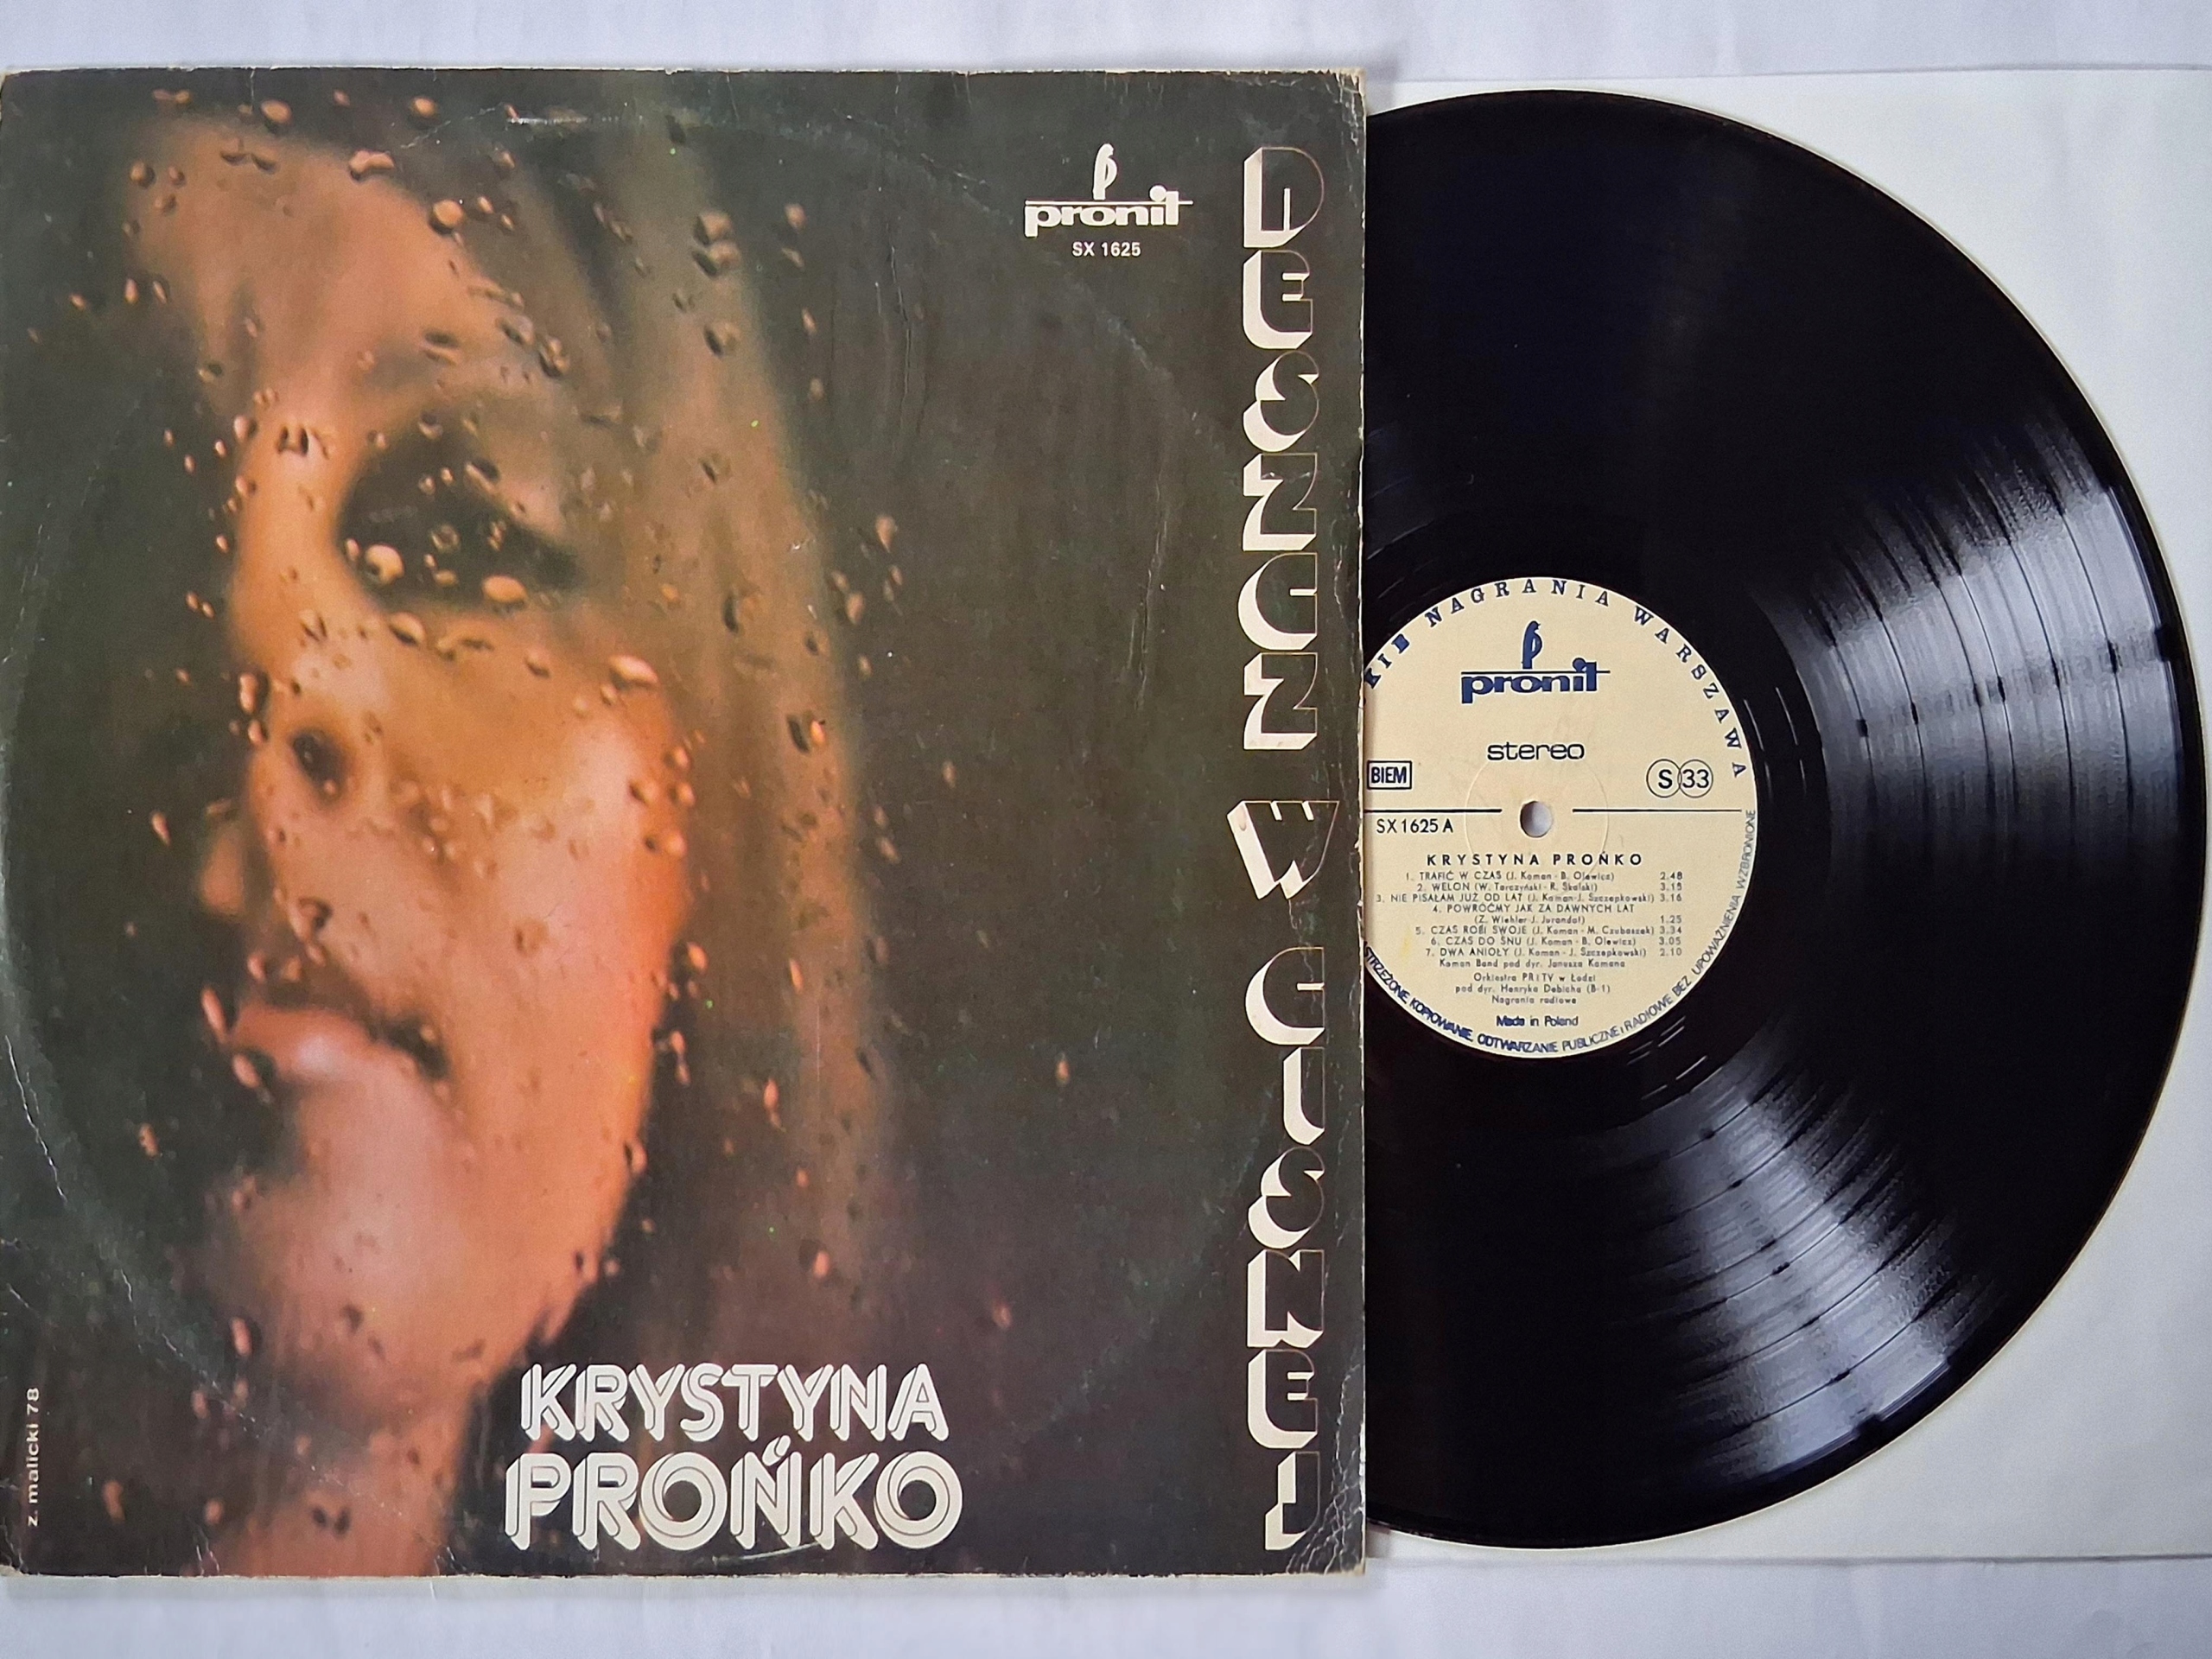 pronit
SX 1625
DESZCZ W CISNEJ
KRYSTYNA
PROŃKO
z. malicki 78
NAGRANIA WARSZAWA
pronit
stereo
BIEM
S 33
SX 1625 A
KRYSTYNA PROŃKO
1. TRAFIĆ W CZAS (J. Koman - B. Olewicz) 2.48
2. WELON (W. Tarczyński - R. Skalski) 3.15
3. NIE PISAŁAM JUŻ OD LAT (J. Koman - J. Szczepkowski) 3.16
4. POWRÓĆMY JAK ZA DAWNYCH LAT
(Z. Wiehler - J. Jurandot) 1.25
5. CZAS ROBI SWOJE (J. Koman - M. Czubaszek) 3.34
6. CZAS DO SNU (J. Koman - B. Olewicz) 3.05
7. DWA ANIOŁY (J. Koman - J. Szczepkowski) 2.10
Koman Band pod dyr. Janusza Komana
Orkiestra PR i TV w Łodzi
pod dyr. Henryka Debicha (B-1)
Nagrania radiowe
Made in Poland
KOPIOWANIE, ODTWARZANIE PUBLICZNE i RADIOWE BEZ UPOWAŻNIENIA WZBRONIONE